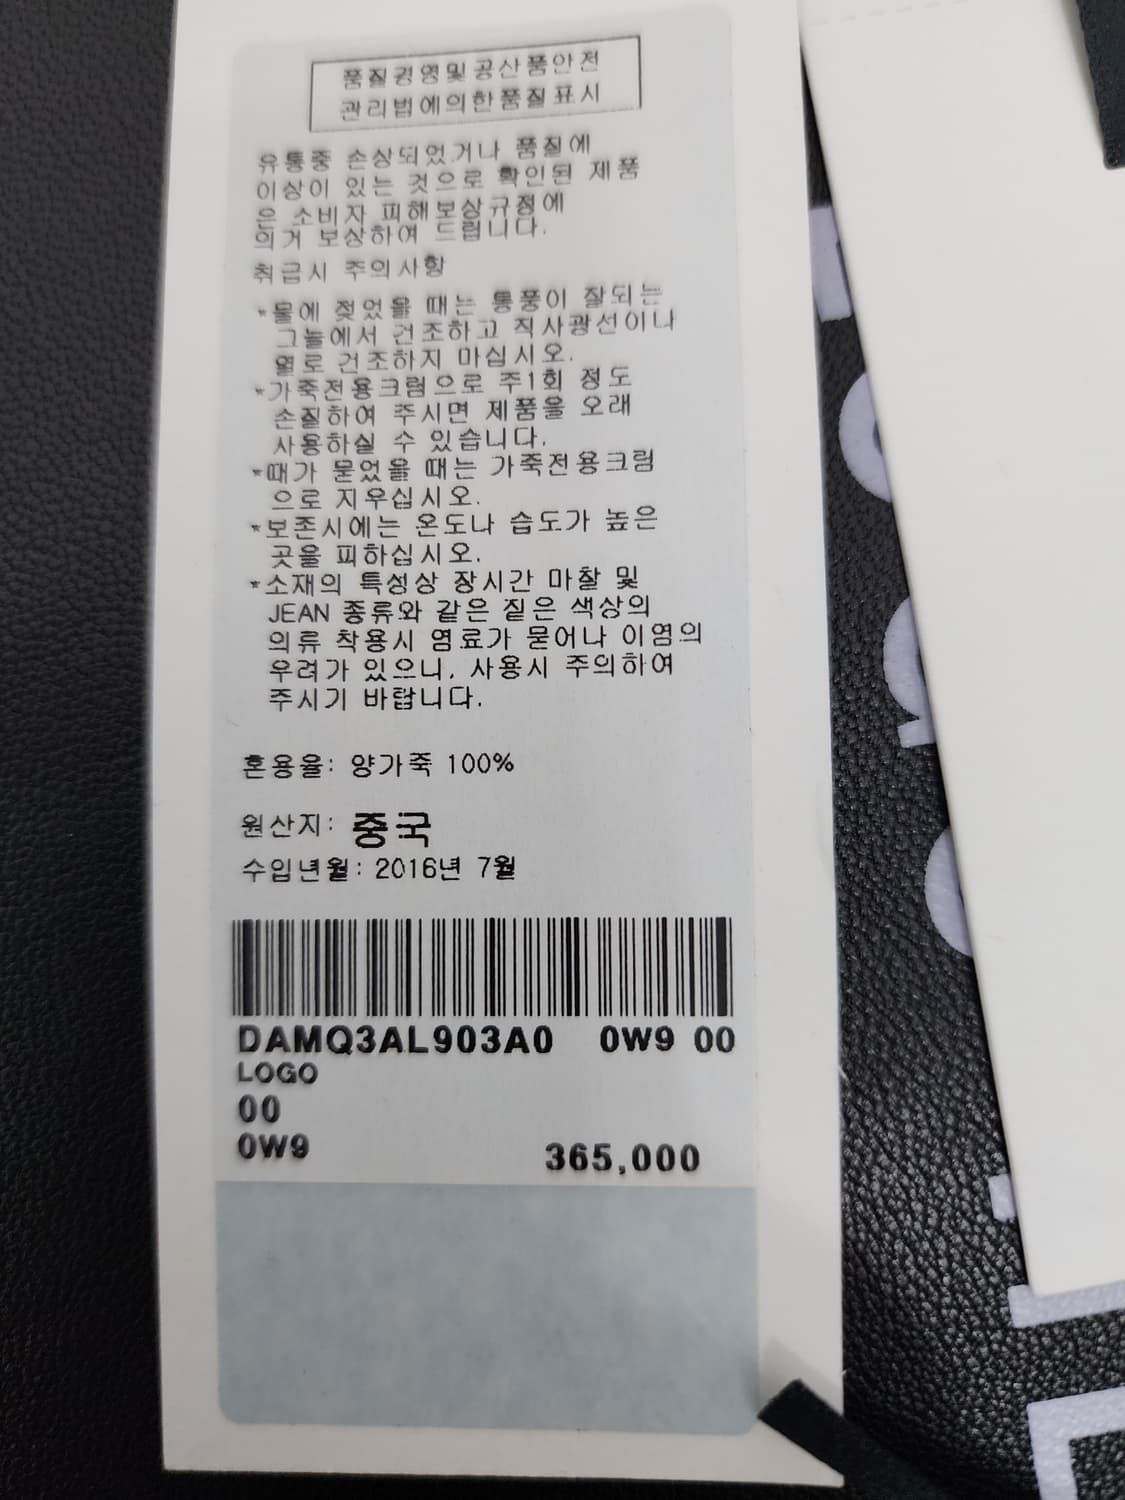 품질경영및공산품안전
관리법에의한품질표시
유통중 손상되었거나 품질에
이상이 있는 것으로 확인된 제품
은 소비자 피해보상규정에
의거 보상하여 드립니다.
취급시 주의사항
*물에 젖었을 때는 통풍이 잘되는
그늘에서 건조하고 직사광선이나
열로 건조하지 마십시오.
*가죽전용크림으로 주1회 정도
손질하여 주시면 제품을 오래
사용하실 수 있습니다.
*때가 묻었을 때는 가죽전용크림
으로 지우십시오.
*보존시에는 온도나 습도가 높은
곳을 피하십시오.
*소재의 특성상 장시간 마찰 및
JEAN 종류와 같은 짙은 색상의
의류 착용시 염료가 묻어나 이염의
우려가 있으니, 사용시 주의하여
주시기 바랍니다.
혼용율: 양가죽 100%
원산지: 중국
수입년월: 2016년 7월
DAMQ3AL903A0 0W9 00
LOGO
00
0W9
365,000